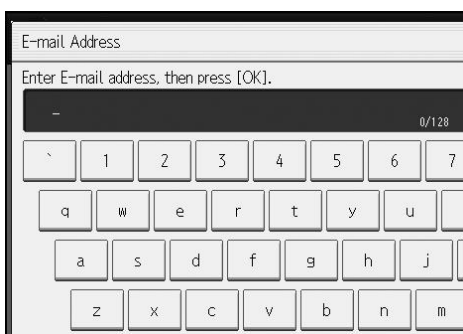 E-mail Address
Enter E-mail address, then press [OK].
_
0/128
` 1 2 3 4 5 6 7
q w e r t y u
a s d f g h j
z x c v b n m